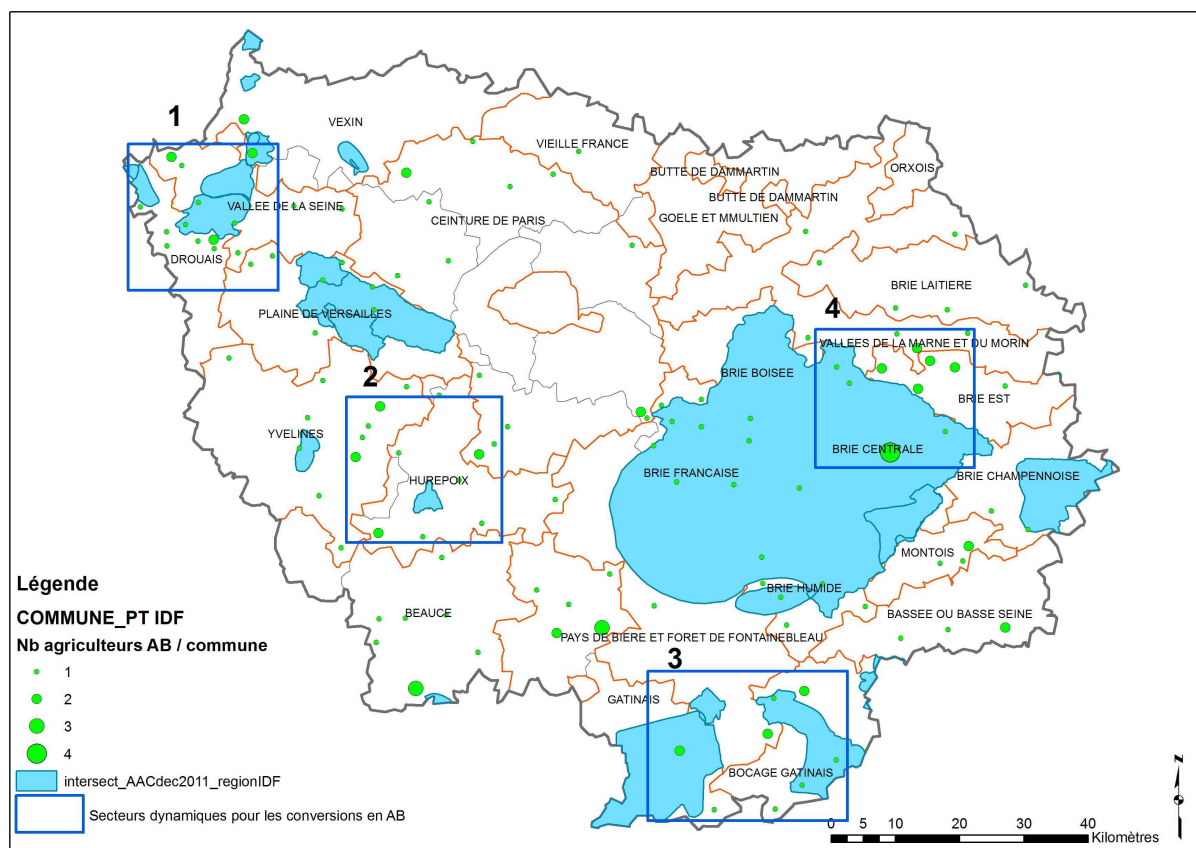 1
VEXIN
VIEILLE FRANCE
BUTTE DE DAMMARTIN
ORXOIS
BUTTE DE DAMMARTIN
VALLEE DE LA SEINE
CEINTURE DE PARIS
GOELE ET MMULTIEN
DROUAIS
BRIE LAITIERE
PLAINE DE VERSAILLES
4
VALLEES DE LA MARNE ET DU MORIN
2
BRIE BOISEE
BRIE EST
YVELINES
BRIE CENTRALE
HUREPOIX
BRIE FRANCAISE
BRIE CHAMPENNOISE
MONTOIS
BRIE HUMIDE
BEAUCE
BASSEE OU BASSE SEINE
PAYS DE BIERE ET FORET DE FONTAINEBLEAU
3
GATINAIS
BOCAGE GATINAIS
Légende
COMMUNE_PT IDF
Nb agriculteurs AB / commune
1
2
3
4
intersect_AACdec2011_regionIDF
Secteurs dynamiques pour les conversions en AB
Z
0 5 10 20 30 40
Kilomètres